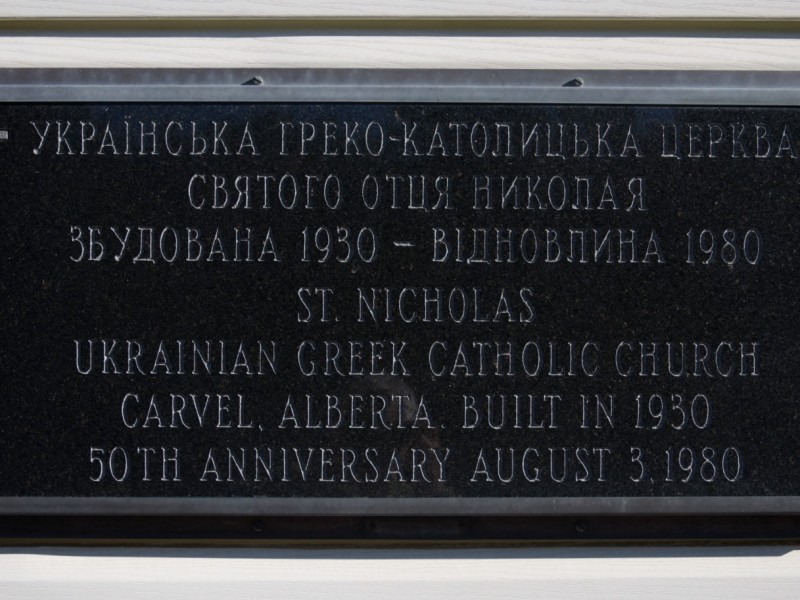 УКРАЇНСЬКА ГРЕКО-КАТОЛИЦЬКА ЦЕРКВА
СВЯТОГО ОТЦЯ НИКОЛАЯ
ЗБУДОВАНА 1930 – ВІДНОВЛИНА 1980
ST. NICHOLAS
UKRAINIAN GREEK CATHOLIC CHURCH
CARVEL, ALBERTA. BUILT IN 1930
50TH ANNIVERSARY AUGUST 3, 1980